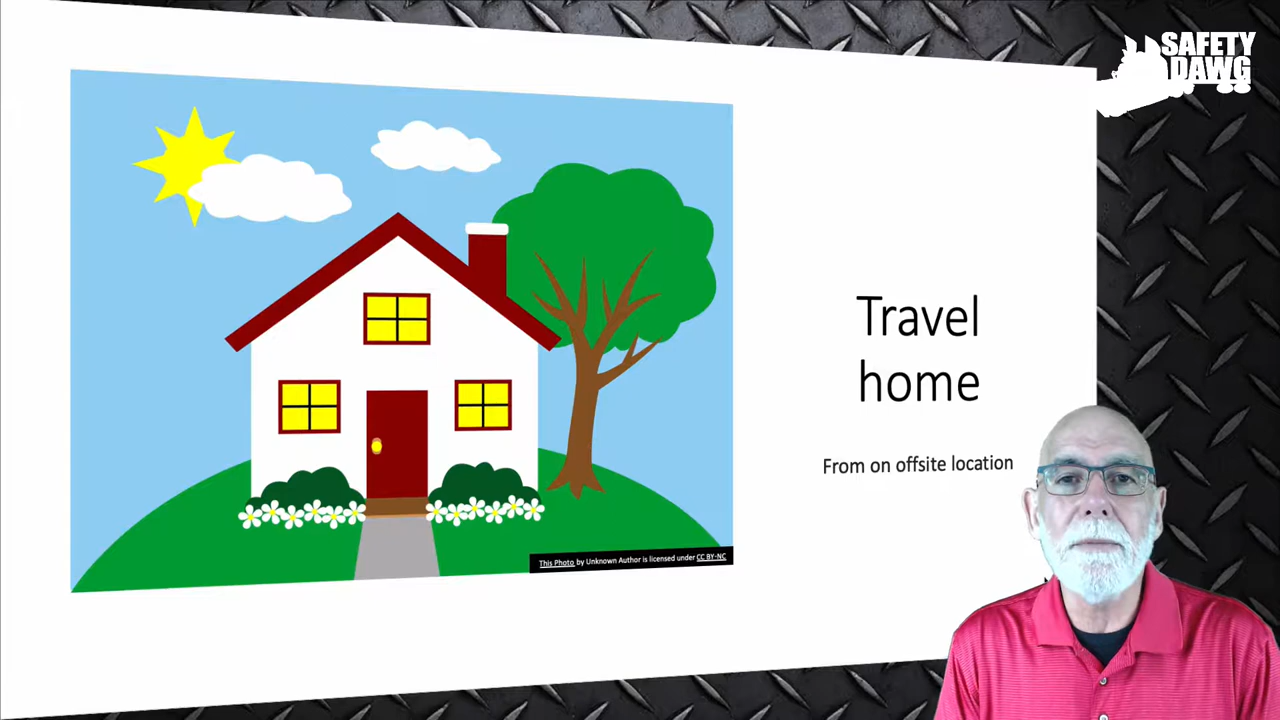 SAFETY
DAWG
Travel
home
From on offsite location
This Photo by Unknown Author is licensed under CC BY-NC